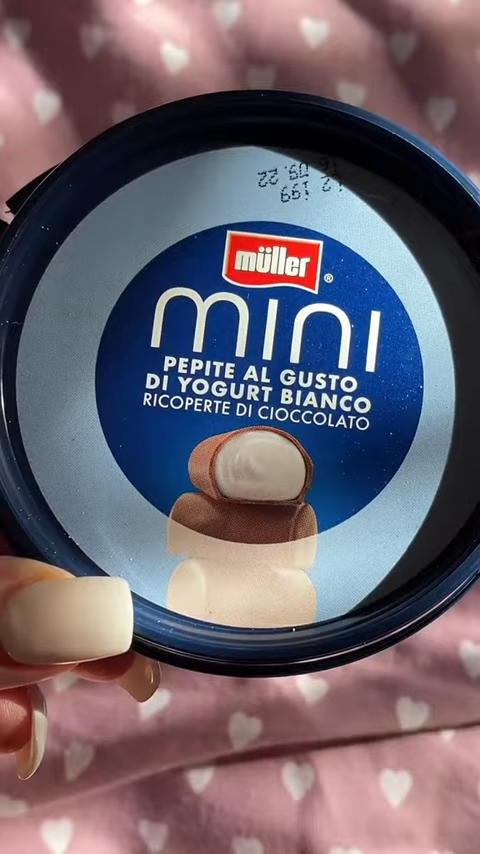 müller®
mini
PEPITE AL GUSTO
DI YOGURT BIANCO
RICOPERTE DI CIOCCOLATO